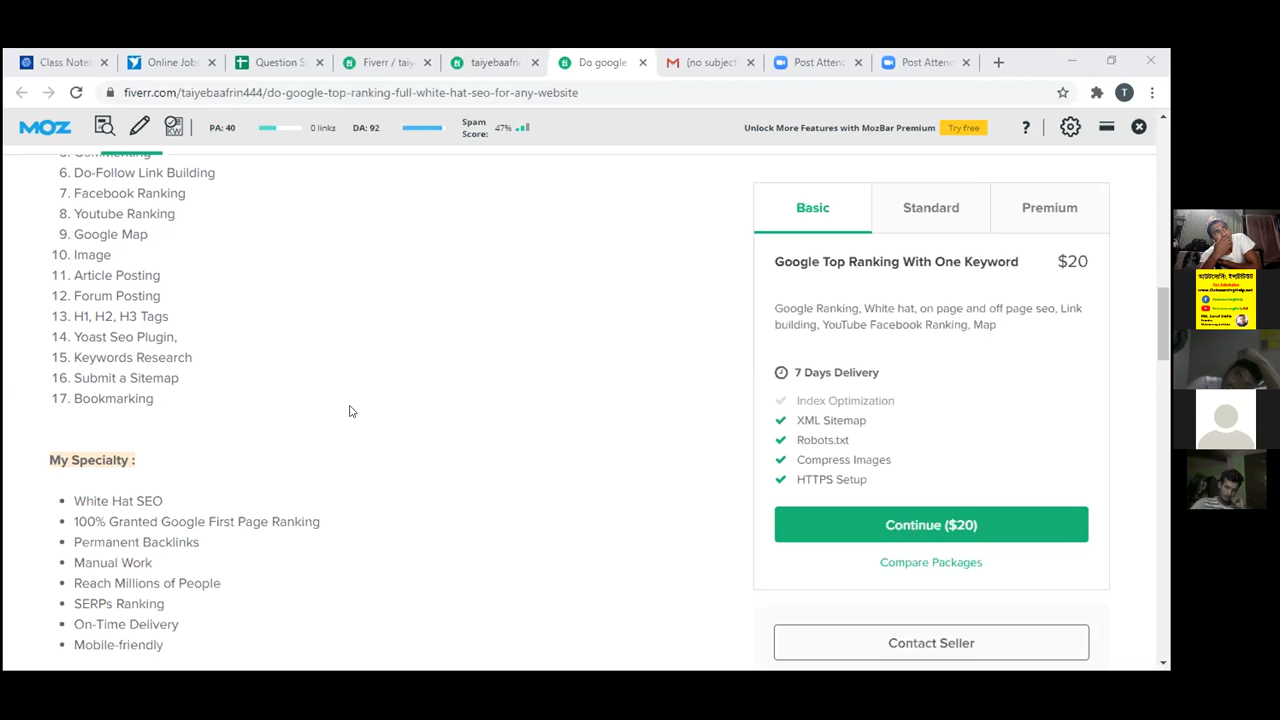 Class Notes
Online Jobs
Question S
Fiverr / taiy
taiyebaafrin
Do google
(no subject
Post Attend
Post Attend
fiverr.com/taiyebaafrin444/do-google-top-ranking-full-white-hat-seo-for-any-website
T
MOZ
PA: 40
0 links
DA: 92
Spam
Score:
47%
Unlock More Features with MozBar Premium
Try free
6. Do-Follow Link Building
7. Facebook Ranking
8. Youtube Ranking
9. Google Map
10. Image
11. Article Posting
12. Forum Posting
13. H1, H2, H3 Tags
14. Yoast Seo Plugin,
15. Keywords Research
16. Submit a Sitemap
17. Bookmarking
My Specialty :
White Hat SEO
100% Granted Google First Page Ranking
Permanent Backlinks
Manual Work
Reach Millions of People
SERPs Ranking
On-Time Delivery
Mobile-friendly
Basic
Standard
Premium
Google Top Ranking With One Keyword
$20
Google Ranking, White hat, on page and off page seo, Link
building, YouTube Facebook Ranking, Map
7 Days Delivery
Index Optimization
XML Sitemap
Robots.txt
Compress Images
HTTPS Setup
Continue ($20)
Compare Packages
Contact Seller